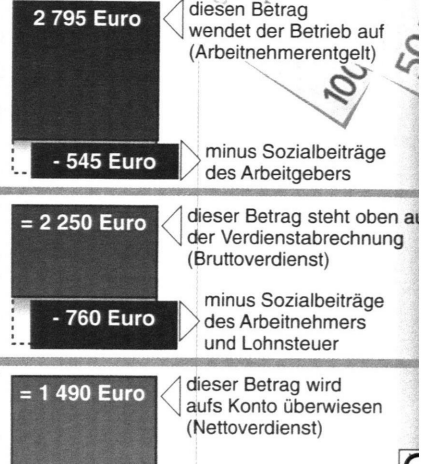 2 795 Euro
diesen Betrag
wendet der Betrieb auf
(Arbeitnehmerentgelt)
100
50
- 545 Euro
minus Sozialbeiträge
des Arbeitgebers
= 2 250 Euro
dieser Betrag steht oben
der Verdienstabrechnung
(Bruttoverdienst)
- 760 Euro
minus Sozialbeiträge
des Arbeitnehmers
und Lohnsteuer
= 1 490 Euro
dieser Betrag wird
aufs Konto überwiesen
(Nettoverdienst)